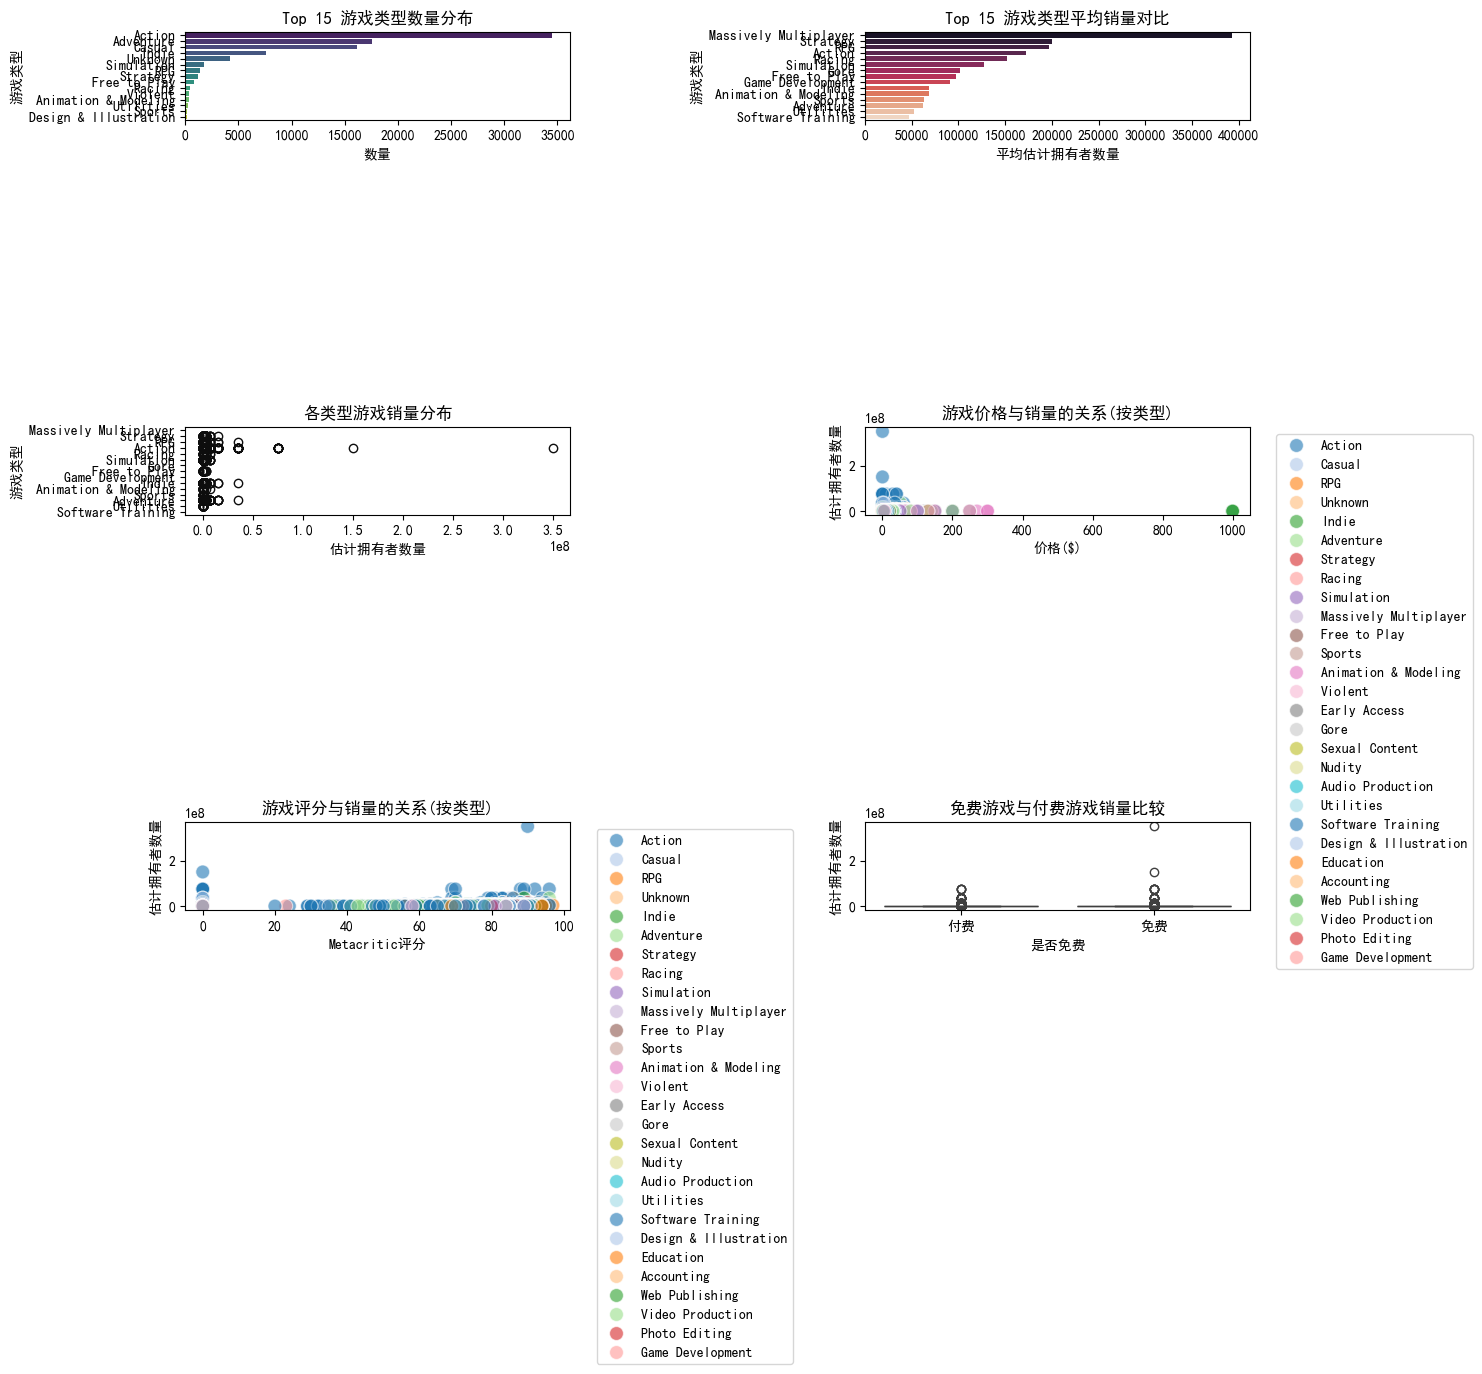 Top 15 游戏类型数量分布
游戏类型
Action
Adventure
Casual
Indie
Unknown
Simulation
RPG
Strategy
Free to Play
Racing
Violent
Animation & Modeling
Utilities
Sports
Design & Illustration
0 5000 10000 15000 20000 25000 30000 35000
数量
Top 15 游戏类型平均销量对比
游戏类型
Massively Multiplayer
Strategy
RPG
Action
Racing
Simulation
Gore
Free to Play
Game Development
Indie
Animation & Modeling
Sports
Adventure
Utilities
Software Training
0 50000 100000 150000 200000 250000 300000 350000 400000
平均估计拥有者数量
各类型游戏销量分布
游戏类型
Massively Multiplayer
Strategy
RPG
Action
Racing
Simulation
Gore
Free to Play
Game Development
Indie
Animation & Modeling
Sports
Adventure
Utilities
Software Training
0.0 0.5 1.0 1.5 2.0 2.5 3.0 3.5
1e8
估计拥有者数量
游戏价格与销量的关系(按类型)
1e8
估计拥有者数量
2
0
0 200 400 600 800 1000
价格($)
Action
Casual
RPG
Unknown
Indie
Adventure
Strategy
Racing
Simulation
Massively Multiplayer
Free to Play
Sports
Animation & Modeling
Violent
Early Access
Gore
Sexual Content
Nudity
Audio Production
Utilities
Software Training
Design & Illustration
Education
Accounting
Web Publishing
Video Production
Photo Editing
Game Development
游戏评分与销量的关系(按类型)
1e8
估计拥有者数量
2
0
0 20 40 60 80 100
Metacritic评分
Action
Casual
RPG
Unknown
Indie
Adventure
Strategy
Racing
Simulation
Massively Multiplayer
Free to Play
Sports
Animation & Modeling
Violent
Early Access
Gore
Sexual Content
Nudity
Audio Production
Utilities
Software Training
Design & Illustration
Education
Accounting
Web Publishing
Video Production
Photo Editing
Game Development
免费游戏与付费游戏销量比较
1e8
估计拥有者数量
2
0
付费 免费
是否免费